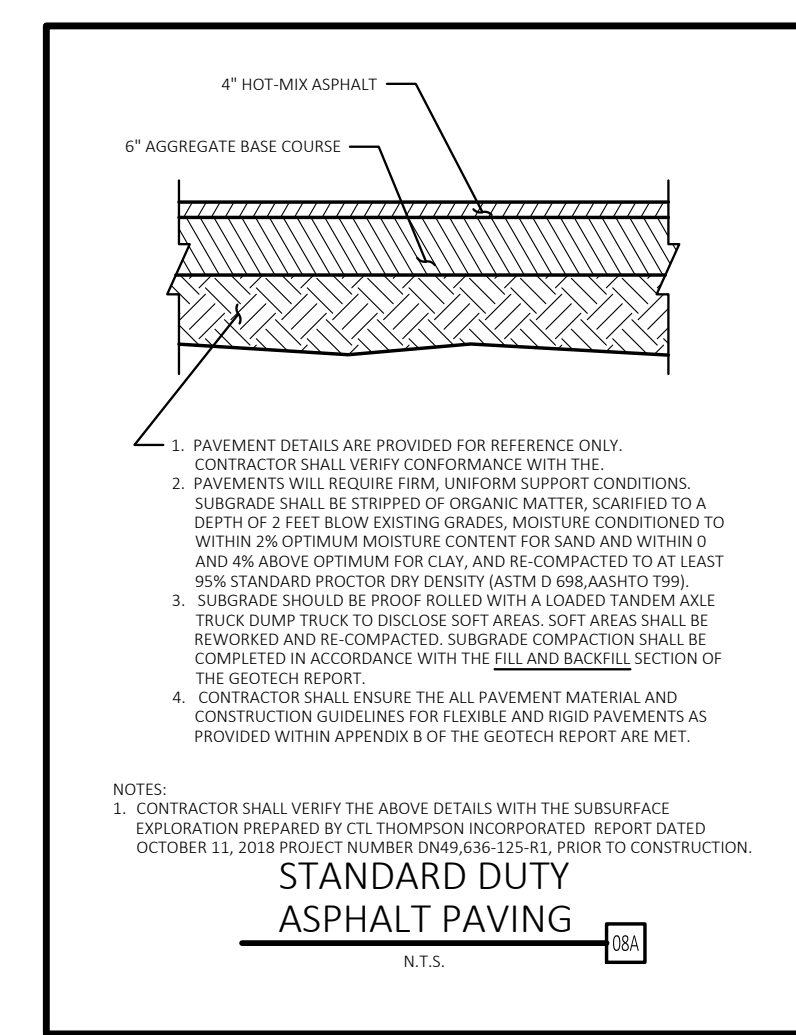 4" HOT-MIX ASPHALT
6" AGGREGATE BASE COURSE
1. PAVEMENT DETAILS ARE PROVIDED FOR REFERENCE ONLY.
CONTRACTOR SHALL VERIFY CONFORMANCE WITH THE.
2. PAVEMENTS WILL REQUIRE FIRM, UNIFORM SUPPORT CONDITIONS.
SUBGRADE SHALL BE STRIPPED OF ORGANIC MATTER, SCARIFIED TO A
DEPTH OF 2 FEET BLOW EXISTING GRADES, MOISTURE CONDITIONED TO
WITHIN 2% OPTIMUM MOISTURE CONTENT FOR SAND AND WITHIN 0
AND 4% ABOVE OPTIMUM FOR CLAY, AND RE-COMPACTED TO AT LEAST
95% STANDARD PROCTOR DRY DENSITY (ASTM D 698,AASHTO T99).
3. SUBGRADE SHOULD BE PROOF ROLLED WITH A LOADED TANDEM AXLE
TRUCK DUMP TRUCK TO DISCLOSE SOFT AREAS. SOFT AREAS SHALL BE
REWORKED AND RE-COMPACTED. SUBGRADE COMPACTION SHALL BE
COMPLETED IN ACCORDANCE WITH THE FILL AND BACKFILL SECTION OF
THE GEOTECH REPORT.
4. CONTRACTOR SHALL ENSURE THE ALL PAVEMENT MATERIAL AND
CONSTRUCTION GUIDELINES FOR FLEXIBLE AND RIGID PAVEMENTS AS
PROVIDED WITHIN APPENDIX B OF THE GEOTECH REPORT ARE MET.
NOTES:
1. CONTRACTOR SHALL VERIFY THE ABOVE DETAILS WITH THE SUBSURFACE
EXPLORATION PREPARED BY CTL THOMPSON INCORPORATED REPORT DATED
OCTOBER 11, 2018 PROJECT NUMBER DN49,636-125-R1, PRIOR TO CONSTRUCTION.
STANDARD DUTY
ASPHALT PAVING
08A
N.T.S.